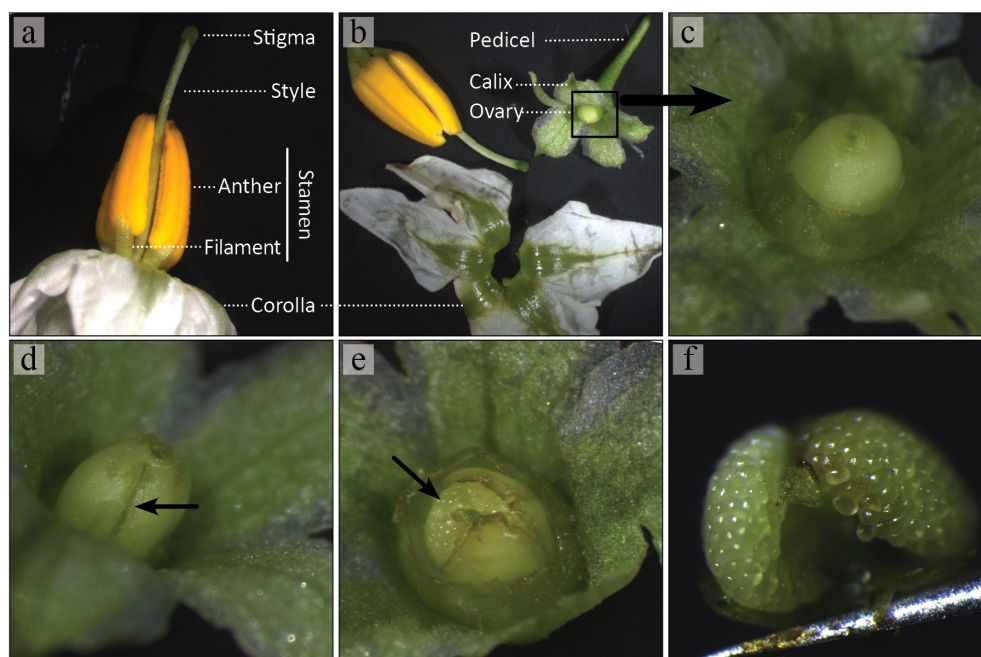 a
Stigma
Style
Anther
Filament
Stamen
Corolla
b
Pedicel
Calix
Ovary
c
d
e
f